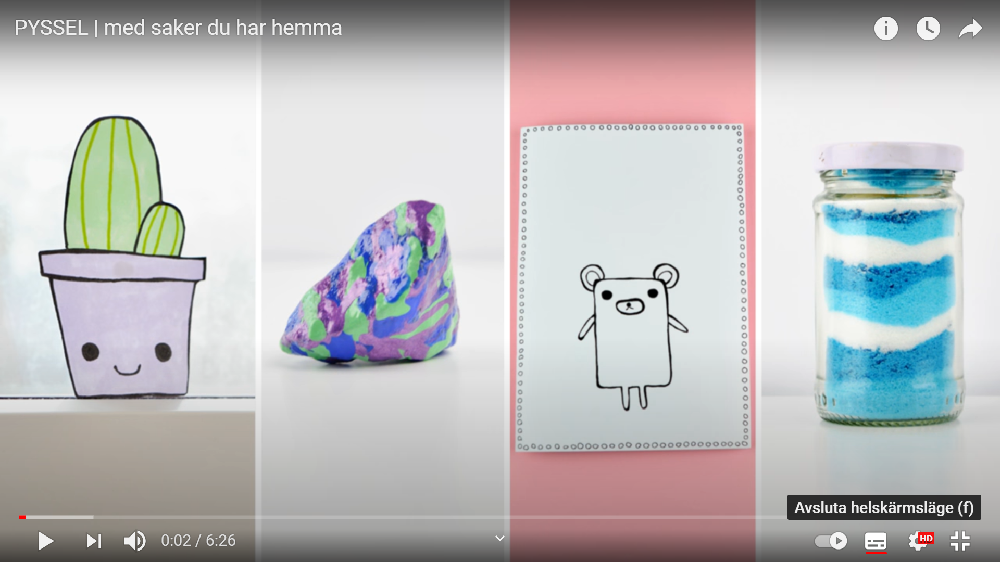 PYSSEL | med saker du har hemma
Avsluta helskärmsläge (f)
0:02 / 6:26
HD